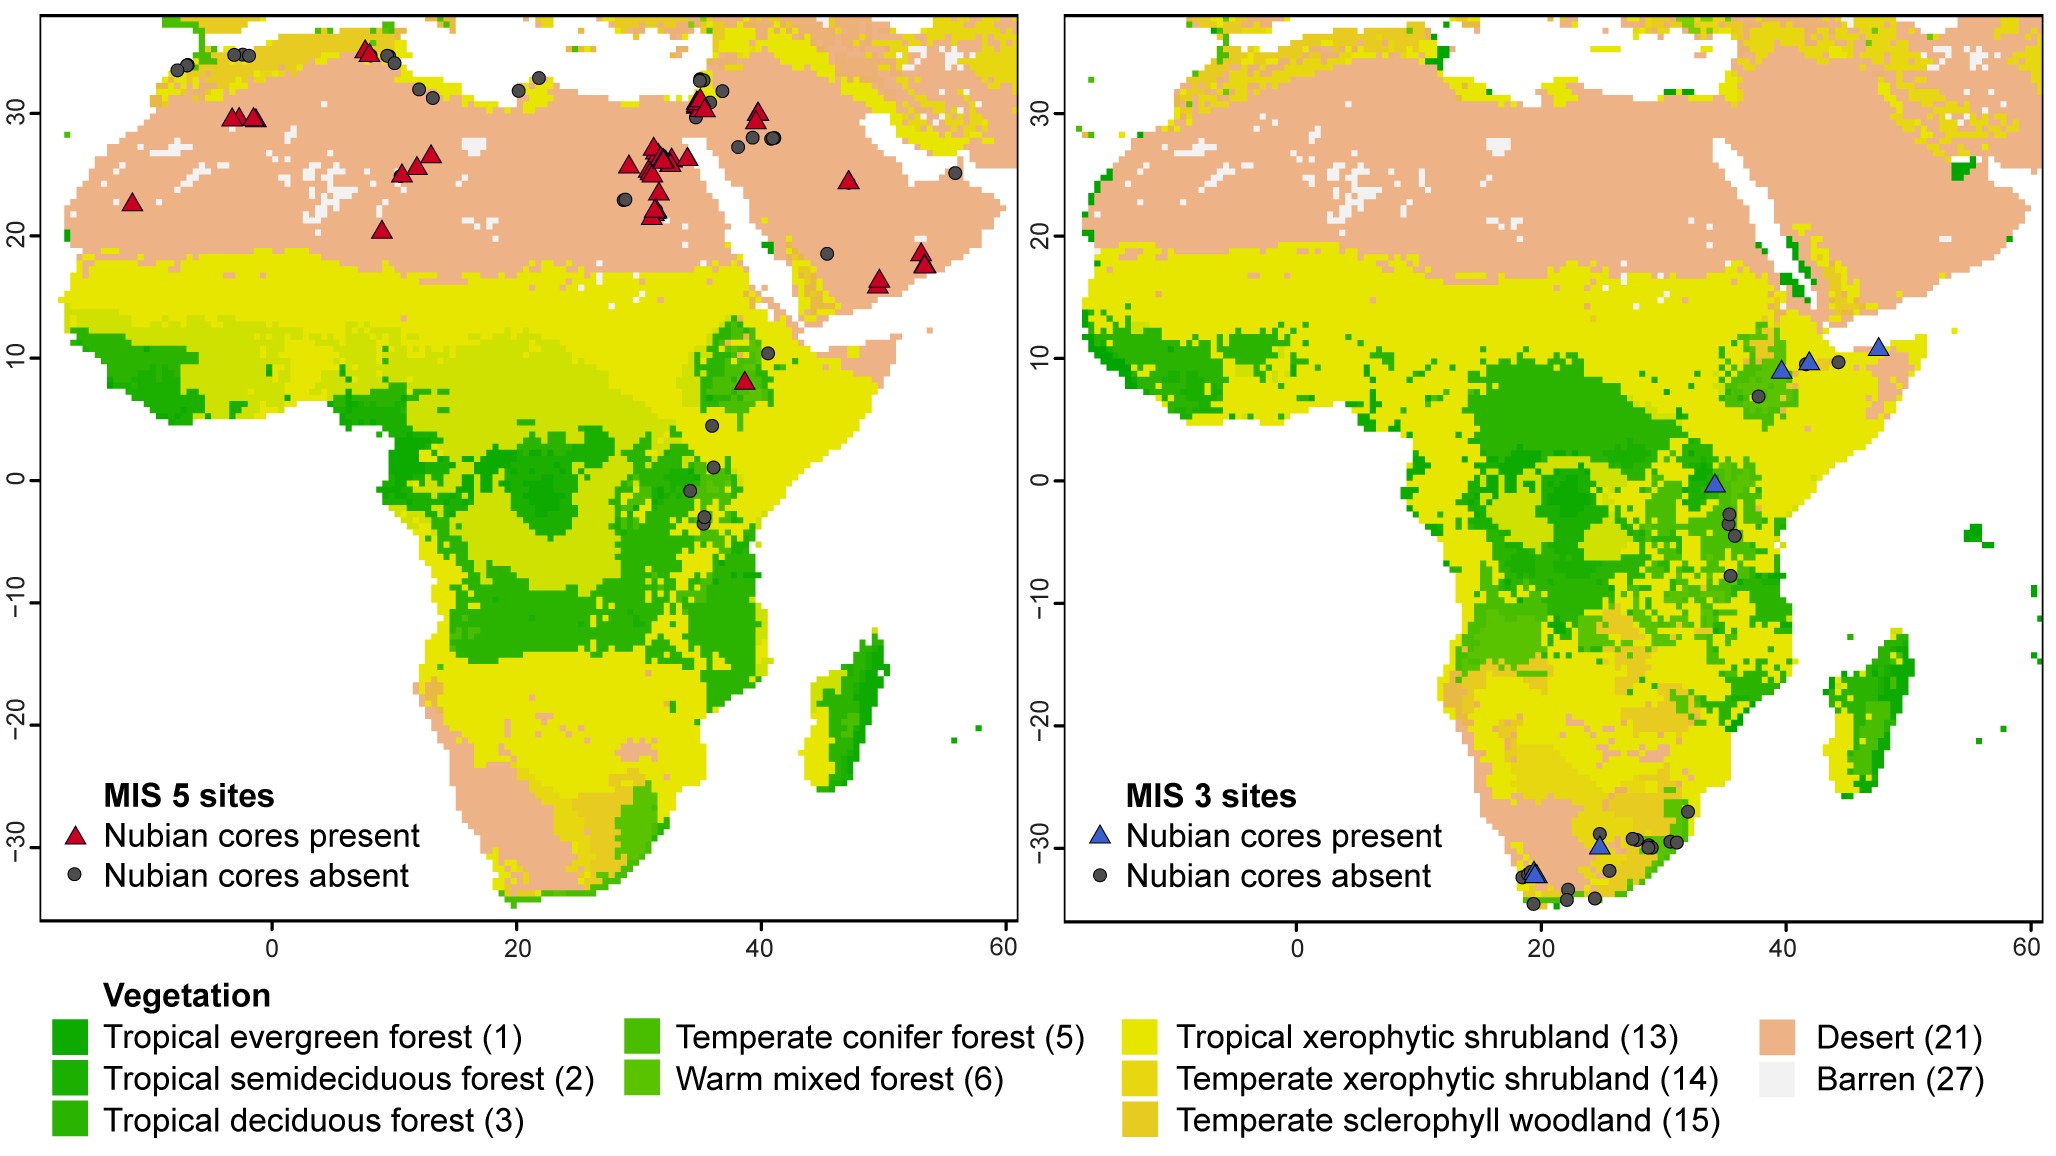 30
20
10
0
−10
−20
−30
MIS 5 sites
Nubian cores present
Nubian cores absent
0
20
40
60
30
20
10
0
−10
−20
−30
MIS 3 sites
Nubian cores present
Nubian cores absent
0
20
40
60
Vegetation
Tropical evergreen forest (1)
Tropical semideciduous forest (2)
Tropical deciduous forest (3)
Temperate conifer forest (5)
Warm mixed forest (6)
Tropical xerophytic shrubland (13)
Temperate xerophytic shrubland (14)
Temperate sclerophyll woodland (15)
Desert (21)
Barren (27)